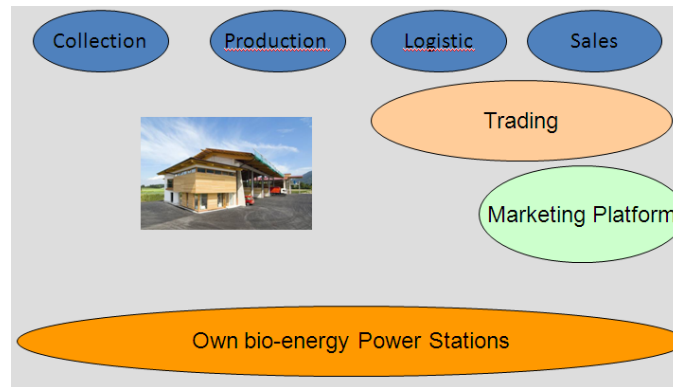 Collection
Production
Logistic
Sales
Trading
Marketing Platform
Own bio-energy Power Stations